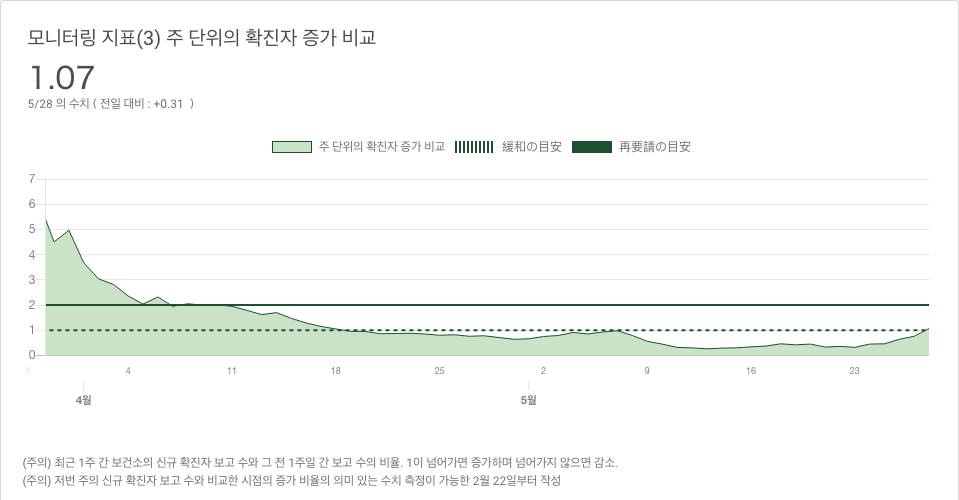 모니터링 지표(3) 주 단위의 확진자 증가 비교
1.07
5/28 의 수치 ( 전일 대비 : +0.31 )
주 단위의 확진자 증가 비교 緩和の目安 再要請の目安
7
6
5
4
3
2
1
0
4 11 18 25 2 9 16 23
4월 5월
(주의) 최근 1주 간 보건소의 신규 확진자 보고 수와 그 전 1주일 간 보고 수의 비율. 1이 넘어가면 증가하며 넘어가지 않으면 감소.
(주의) 저번 주의 신규 확진자 보고 수와 비교한 시점의 증가 비율의 의미 있는 수치 측정이 가능한 2월 22일부터 작성